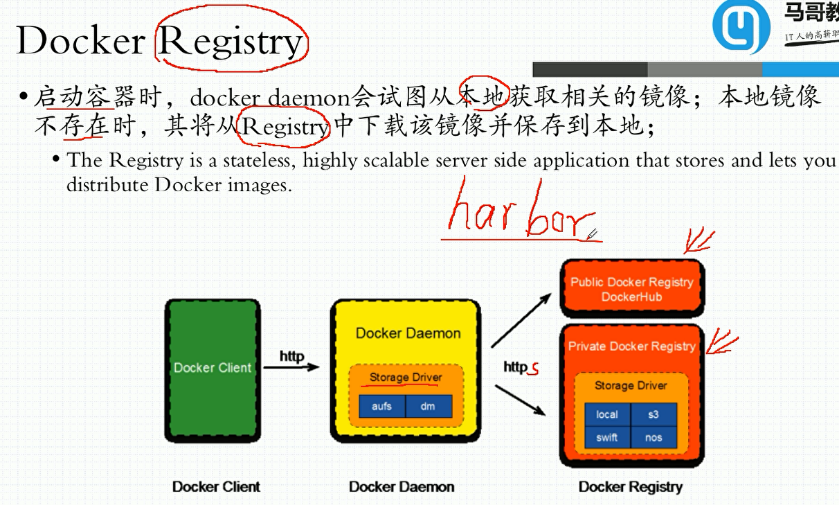 Docker Registry
马哥教
IT人的高薪职
•启动容器时，docker daemon会试图从本地获取相关的镜像；本地镜像
不存在时，其将从Registry中下载该镜像并保存到本地；
• The Registry is a stateless, highly scalable server side application that stores and lets you
distribute Docker images.
harbor
Public Docker Registry
DockerHub
Docker Client
http
Docker Daemon
Storage Driver
aufs dm
https
Private Docker Registry
Storage Driver
local s3
swift nos
Docker Client Docker Daemon Docker Registry